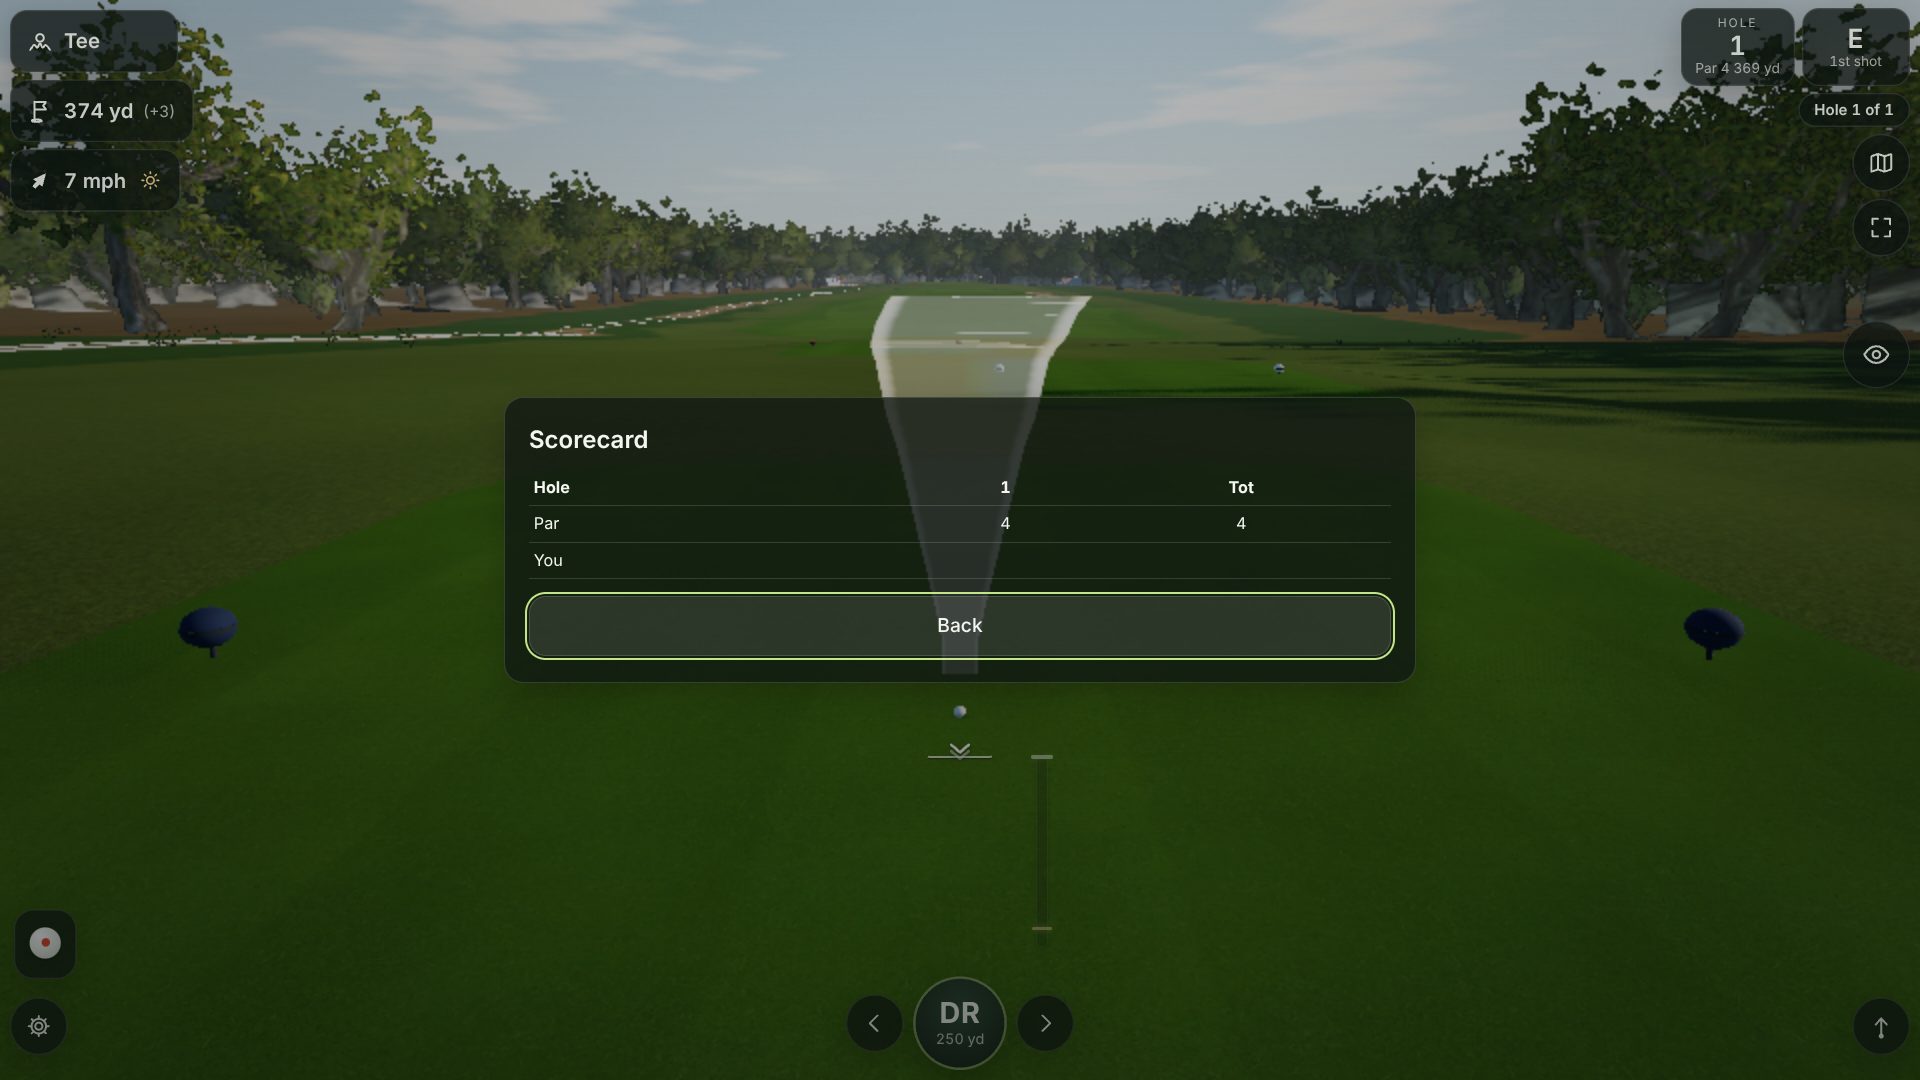 Tee
374 yd (+3)
7 mph
HOLE
1
Par 4 369 yd
E
1st shot
Hole 1 of 1
Scorecard
Hole 1 Tot
Par 4 4
You
Back
DR
250 yd